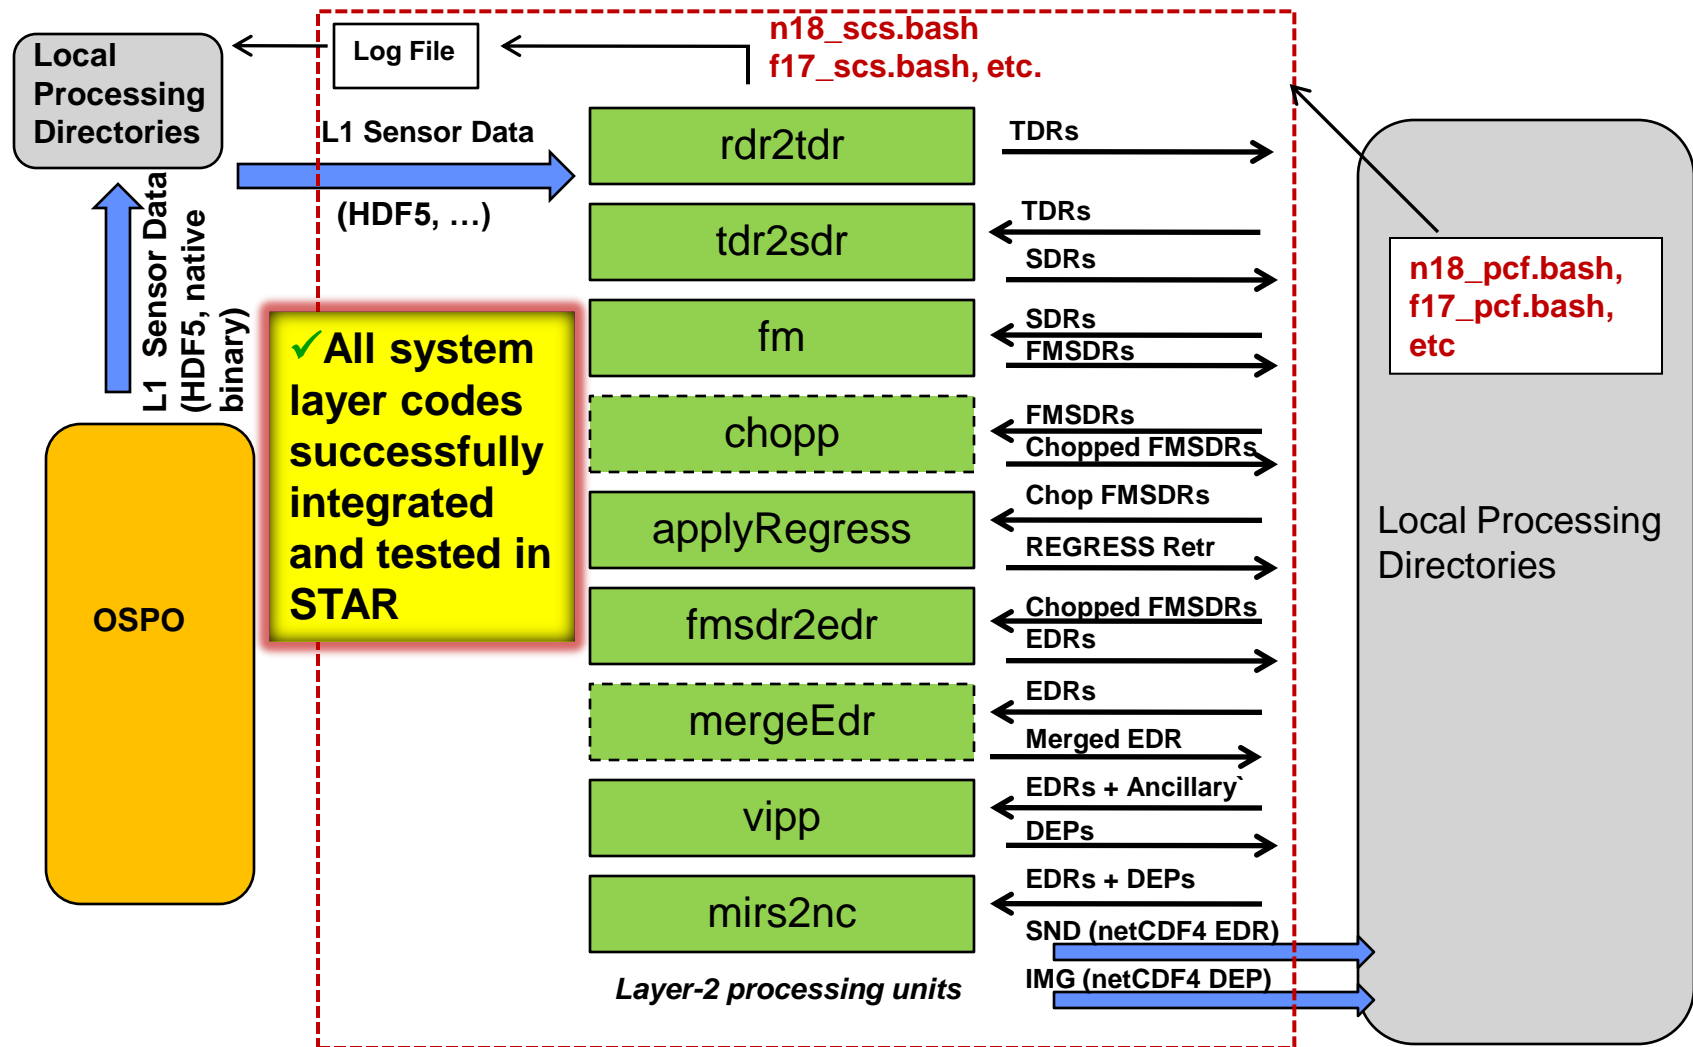 n18_scs.bash
f17_scs.bash, etc.
Log File
Local
Processing
Directories
L1 Sensor Data
(HDF5, …)
L1 Sensor Data
(HDF5, native
binary)
OSPO
✓All system
layer codes
successfully
integrated
and tested in
STAR
rdr2tdr
TDRs
tdr2sdr
TDRs
SDRs
fm
SDRs
FMSDRs
chopp
FMSDRs
Chopped FMSDRs
applyRegress
Chop FMSDRs
REGRESS Retr
fmsdr2edr
Chopped FMSDRs
EDRs
mergeEdr
EDRs
Merged EDR
vipp
EDRs + Ancillary`
DEPs
mirs2nc
EDRs + DEPs
SND (netCDF4 EDR)
IMG (netCDF4 DEP)
Layer-2 processing units
n18_pcf.bash,
f17_pcf.bash,
etc
Local Processing
Directories